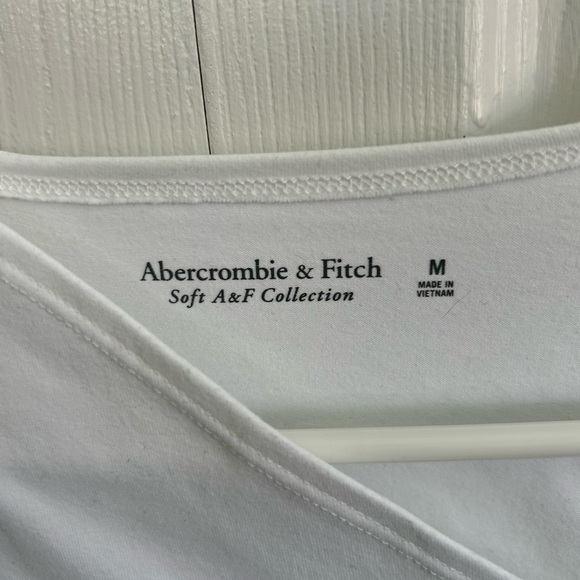 Abercrombie & Fitch
Soft A&F Collection
M
MADE IN
VIETNAM